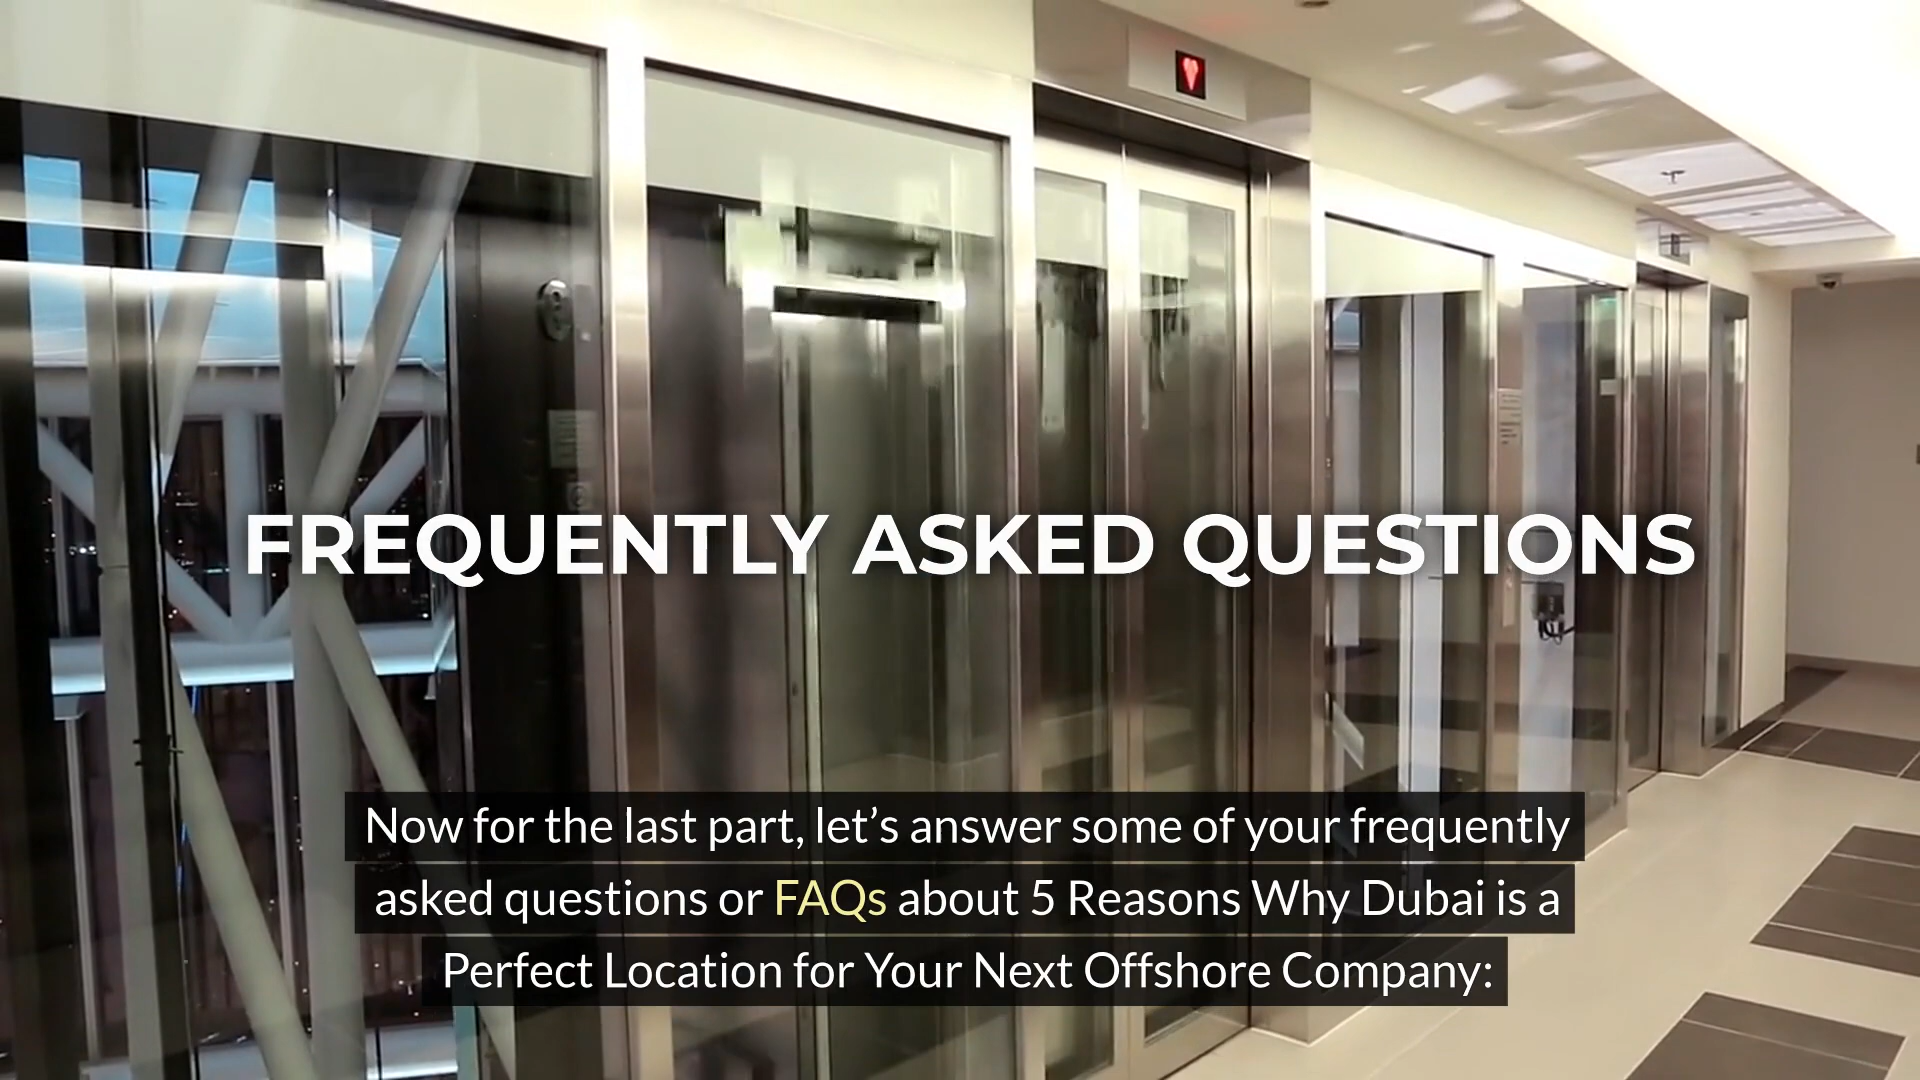 FREQUENTLY ASKED QUESTIONS
Now for the last part, let’s answer some of your frequently
asked questions or FAQs about 5 Reasons Why Dubai is a
Perfect Location for Your Next Offshore Company: